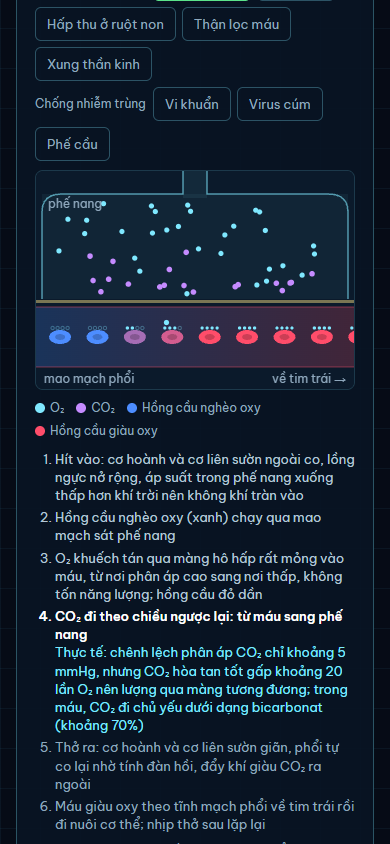 Hấp thu ở ruột non
Thận lọc máu
Xung thần kinh
Chống nhiễm trùng
Vi khuẩn
Virus cúm
Phế cầu
phế nang
mao mạch phổi
về tim trái →
O₂
CO₂
Hồng cầu nghèo oxy
Hồng cầu giàu oxy
1. Hít vào: cơ hoành và cơ liên sườn ngoài co, lồng
ngực nở rộng, áp suất trong phế nang xuống
thấp hơn khí trời nên không khí tràn vào
2. Hồng cầu nghèo oxy (xanh) chạy qua mao
mạch sát phế nang
3. O₂ khuếch tán qua màng hô hấp rất mỏng vào
máu, từ nơi phân áp cao sang nơi thấp, không
tốn năng lượng; hồng cầu đỏ dần
4. CO₂ đi theo chiều ngược lại: từ máu sang phế
nang
Thực tế: chênh lệch phân áp CO₂ chỉ khoảng 5
mmHg, nhưng CO₂ hòa tan tốt gấp khoảng 20
lần O₂ nên lượng qua màng tương đương; trong
máu, CO₂ đi chủ yếu dưới dạng bicarbonat
(khoảng 70%)
5. Thở ra: cơ hoành và cơ liên sườn giãn, phổi tự
co lại nhờ tính đàn hồi, đẩy khí giàu CO₂ ra
ngoài
6. Máu giàu oxy theo tĩnh mạch phổi về tim trái rồi
đi nuôi cơ thể; nhịp thở sau lặp lại